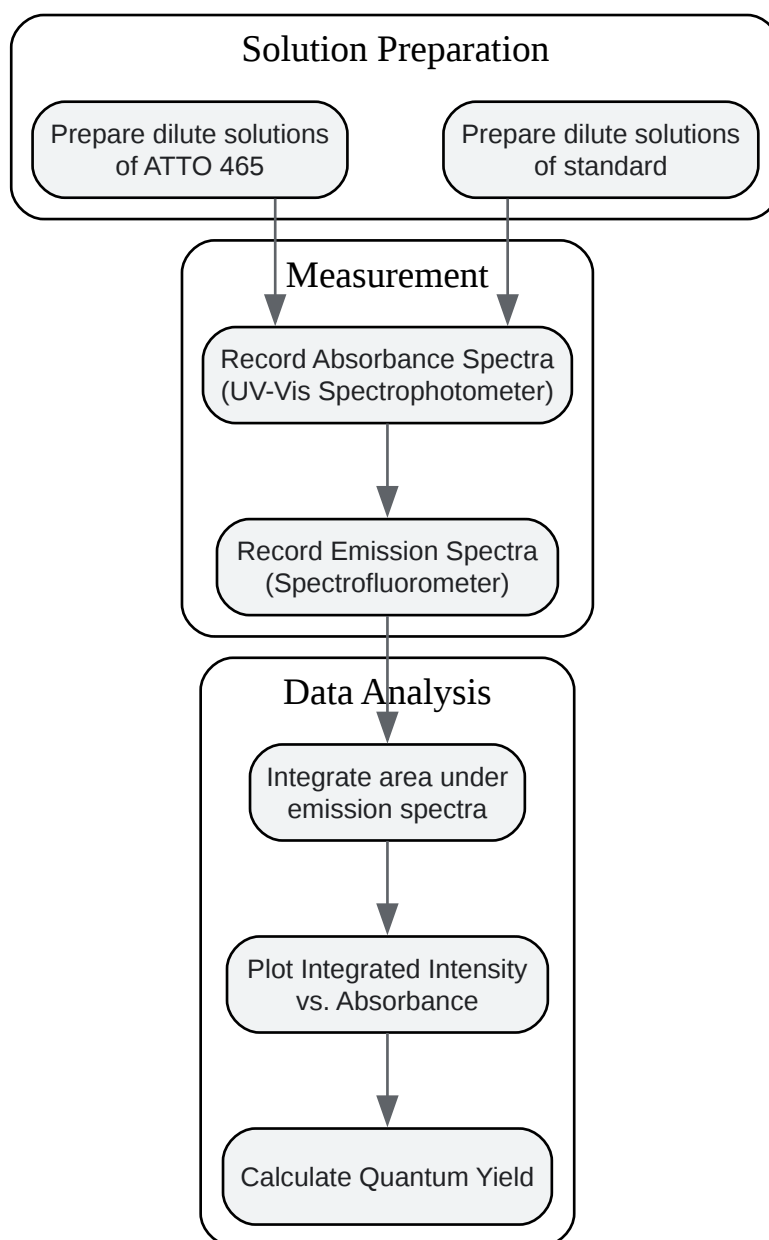 Solution Preparation
Prepare dilute solutions
of ATTO 465
Prepare dilute solutions
of standard
Measurement
Record Absorbance Spectra
(UV-Vis Spectrophotometer)
Record Emission Spectra
(Spectrofluorometer)
Data Analysis
Integrate area under
emission spectra
Plot Integrated Intensity
vs. Absorbance
Calculate Quantum Yield